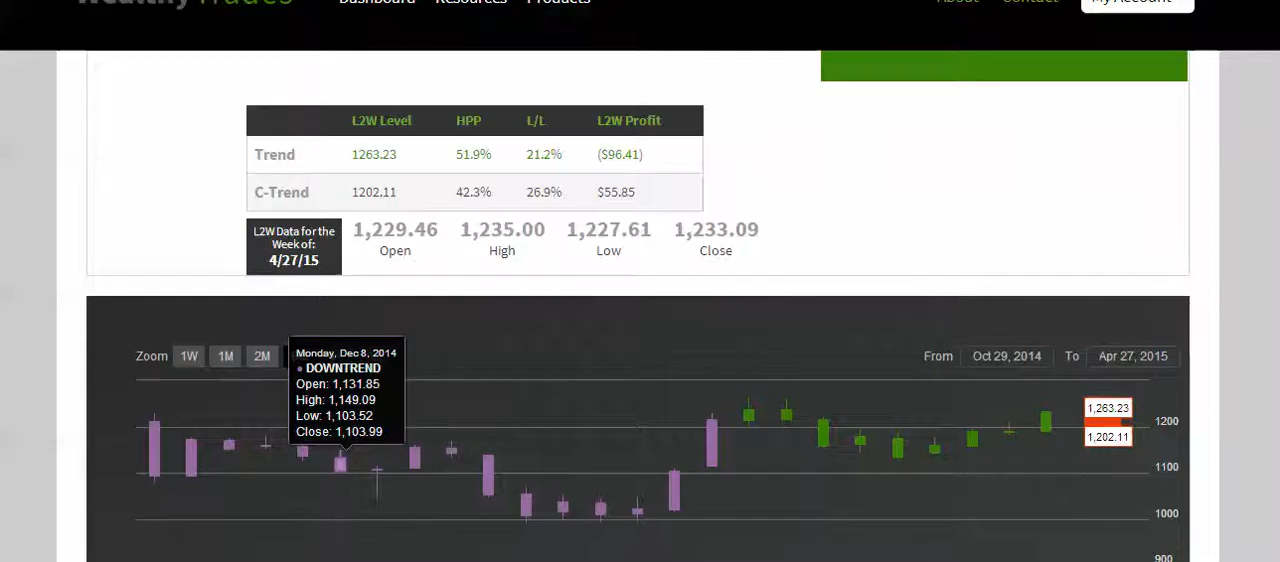 Wealthy Trades Dashboard Resources Products About Contact My Account
L2W Level HPP L/L L2W Profit
Trend 1263.23 51.9% 21.2% ($96.41)
C-Trend 1202.11 42.3% 26.9% $55.85
L2W Data for the
Week of:
4/27/15
1,229.46 1,235.00 1,227.61 1,233.09
Open High Low Close
Zoom 1W 1M 2M
From Oct 29, 2014 To Apr 27, 2015
Monday, Dec 8, 2014
DOWNTREND
Open: 1,131.85
High: 1,149.09
Low: 1,103.52
Close: 1,103.99
1,263.23
1,202.11
1200
1100
1000
900